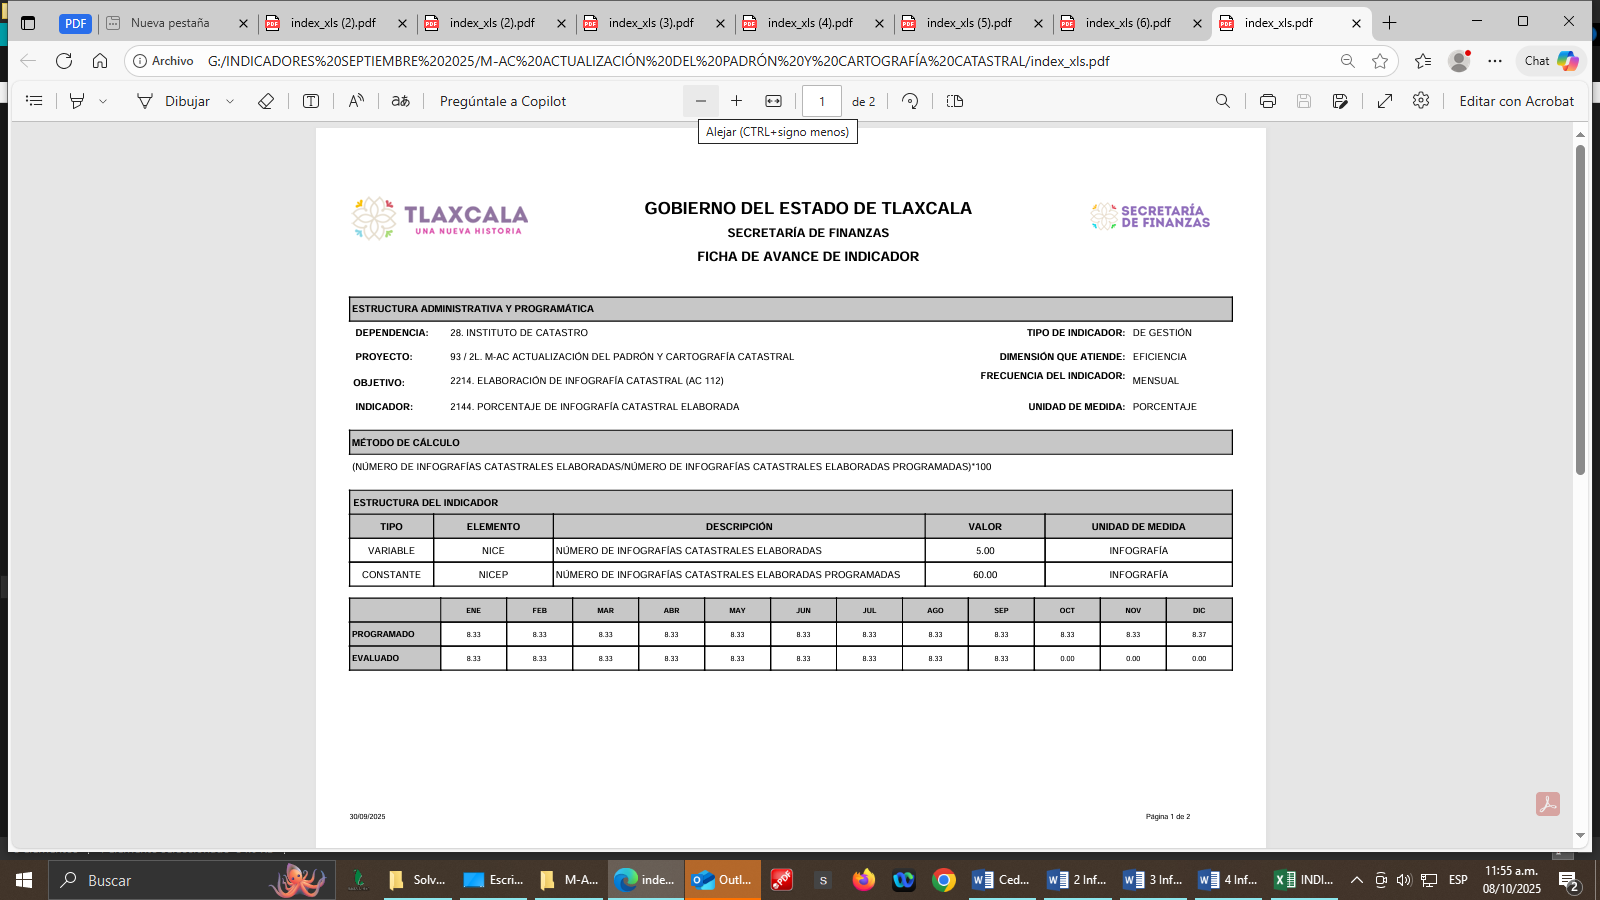 PDF
Nueva pestaña
index_xls (2).pdf
index_xls (2).pdf
index_xls (3).pdf
index_xls (4).pdf
index_xls (5).pdf
index_xls (6).pdf
index_xls.pdf
Archivo
G:/INDICADORES%20SEPTIEMBRE%202025/M-AC%20ACTUALIZACIÓN%20DEL%20PADRÓN%20Y%20CARTOGRAFÍA%20CATASTRAL/index_xls.pdf
Chat
Dibujar
Pregúntale a Copilot
1
de 2
Editar con Acrobat
Alejar (CTRL+signo menos)
TLAXCALA
UNA NUEVA HISTORIA
GOBIERNO DEL ESTADO DE TLAXCALA
SECRETARÍA DE FINANZAS
FICHA DE AVANCE DE INDICADOR
SECRETARÍA
DE FINANZAS
ESTRUCTURA ADMINISTRATIVA Y PROGRAMÁTICA
DEPENDENCIA: 28. INSTITUTO DE CATASTRO TIPO DE INDICADOR: DE GESTIÓN
PROYECTO: 93 / 2L. M-AC ACTUALIZACIÓN DEL PADRÓN Y CARTOGRAFÍA CATASTRAL DIMENSIÓN QUE ATIENDE: EFICIENCIA
OBJETIVO: 2214. ELABORACIÓN DE INFOGRAFÍA CATASTRAL (AC 112) FRECUENCIA DEL INDICADOR: MENSUAL
INDICADOR: 2144. PORCENTAJE DE INFOGRAFÍA CATASTRAL ELABORADA UNIDAD DE MEDIDA: PORCENTAJE
MÉTODO DE CÁLCULO
(NÚMERO DE INFOGRAFÍAS CATASTRALES ELABORADAS/NÚMERO DE INFOGRAFÍAS CATASTRALES ELABORADAS PROGRAMADAS)*100
ESTRUCTURA DEL INDICADOR
TIPO ELEMENTO DESCRIPCIÓN VALOR UNIDAD DE MEDIDA
VARIABLE NICE NÚMERO DE INFOGRAFÍAS CATASTRALES ELABORADAS 5.00 INFOGRAFÍA
CONSTANTE NICEP NÚMERO DE INFOGRAFÍAS CATASTRALES ELABORADAS PROGRAMADAS 60.00 INFOGRAFÍA
ENE FEB MAR ABR MAY JUN JUL AGO SEP OCT NOV DIC
PROGRAMADO 8.33 8.33 8.33 8.33 8.33 8.33 8.33 8.33 8.33 8.33 8.33 8.37
EVALUADO 8.33 8.33 8.33 8.33 8.33 8.33 8.33 8.33 8.33 0.00 0.00 0.00
30/09/2025 Página 1 de 2
Buscar
Solv...
Escri...
M-A...
inde...
Outl...
Ced...
2 Inf...
3 Inf...
4 Inf...
INDI...
ESP
11:55 a.m.
08/10/2025
2